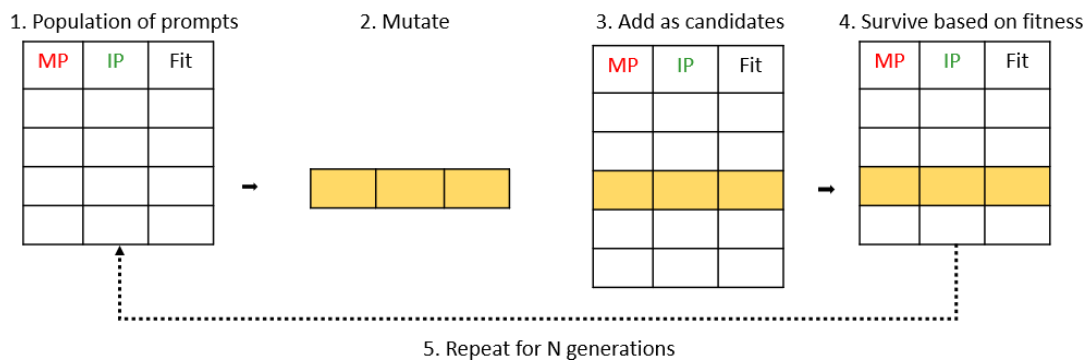 1. Population of prompts
2. Mutate
3. Add as candidates
4. Survive based on fitness
MP IP Fit
MP IP Fit
MP IP Fit
5. Repeat for N generations